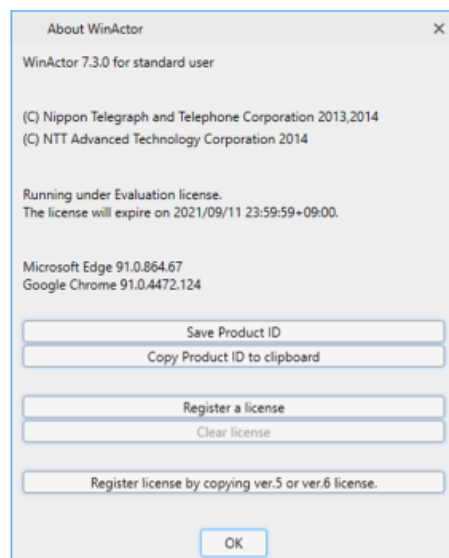 About WinActor
WinActor 7.3.0 for standard user
(C) Nippon Telegraph and Telephone Corporation 2013,2014
(C) NTT Advanced Technology Corporation 2014
Running under Evaluation license.
The license will expire on 2021/09/11 23:59:59+09:00.
Microsoft Edge 91.0.864.67
Google Chrome 91.0.4472.124
Save Product ID
Copy Product ID to clipboard
Register a license
Clear license
Register license by copying ver.5 or ver.6 license.
OK